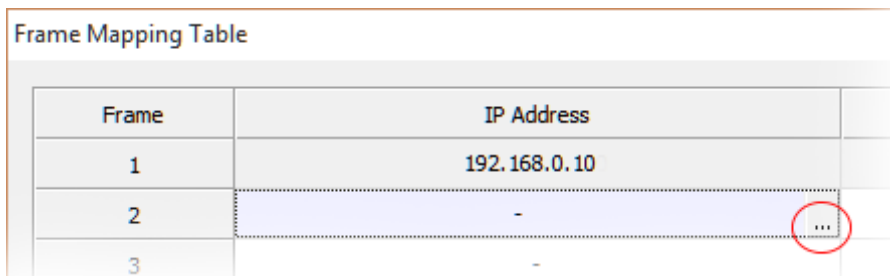 Frame Mapping Table
Frame IP Address
1 192.168.0.10
2 - ...
3 -